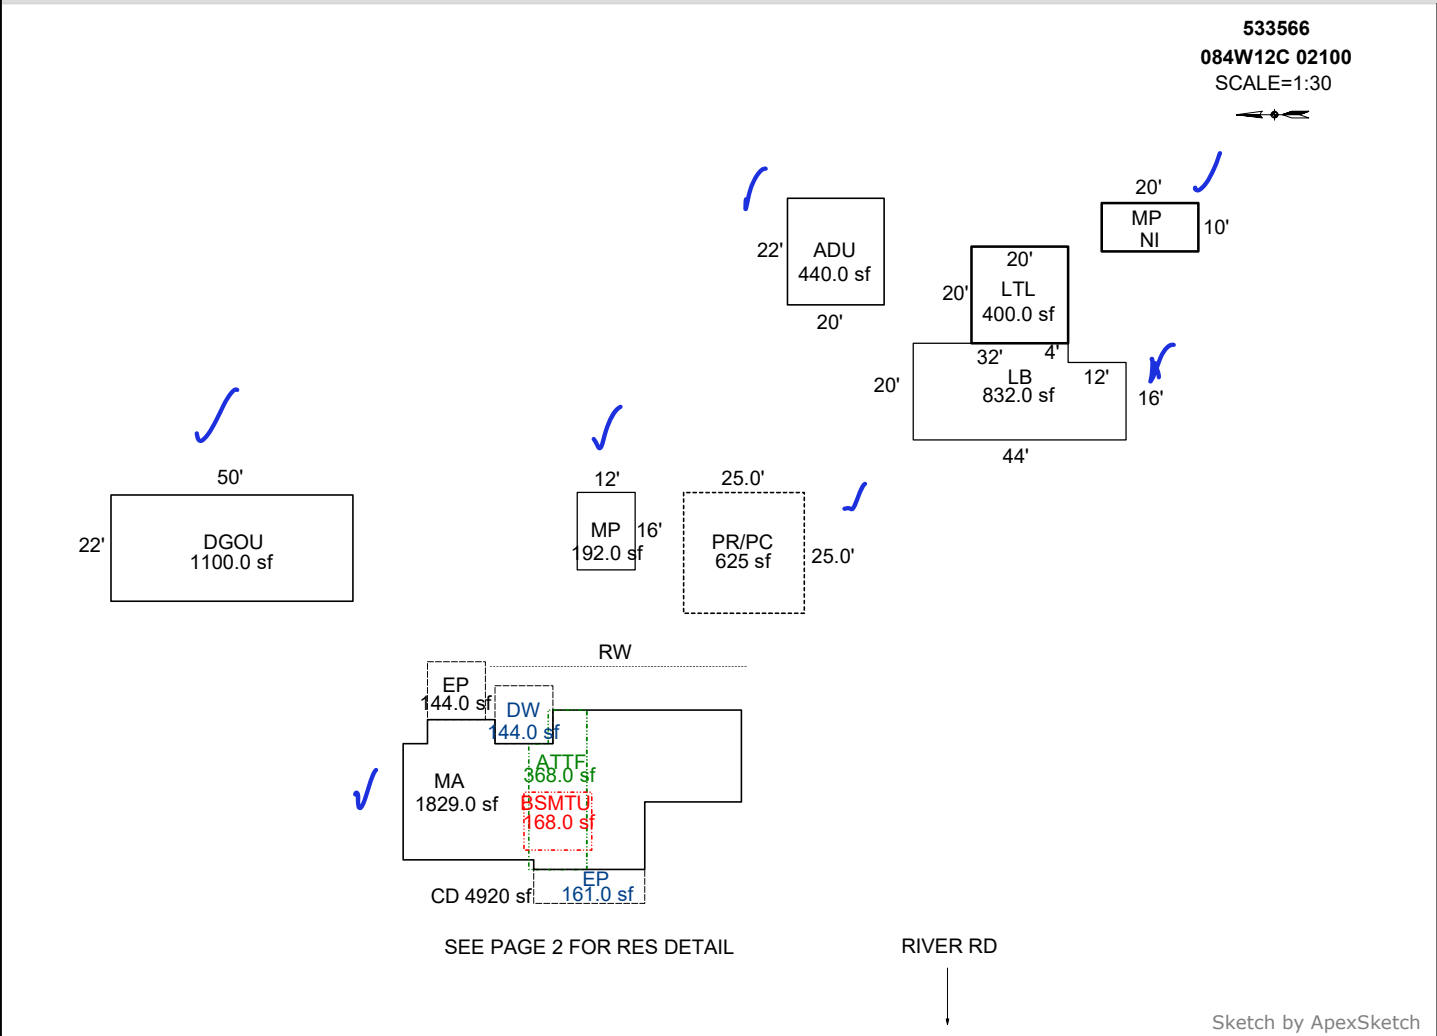 533566
084W12C 02100
SCALE=1:30
20'
MP
NI
10'
22'
ADU
440.0 sf
20'
20'
20'
LTL
400.0 sf
32'
4'
20'
LB
832.0 sf
12'
16'
44'
50'
22'
DGOU
1100.0 sf
12'
MP
16'
192.0 sf
25.0'
PR/PC
625 sf
25.0'
RW
EP
144.0 sf
DW
144.0 sf
ATTF
368.0 sf
MA
1829.0 sf
BSMTU
168.0 sf
EP
161.0 sf
CD 4920 sf
SEE PAGE 2 FOR RES DETAIL
RIVER RD
Sketch by ApexSketch